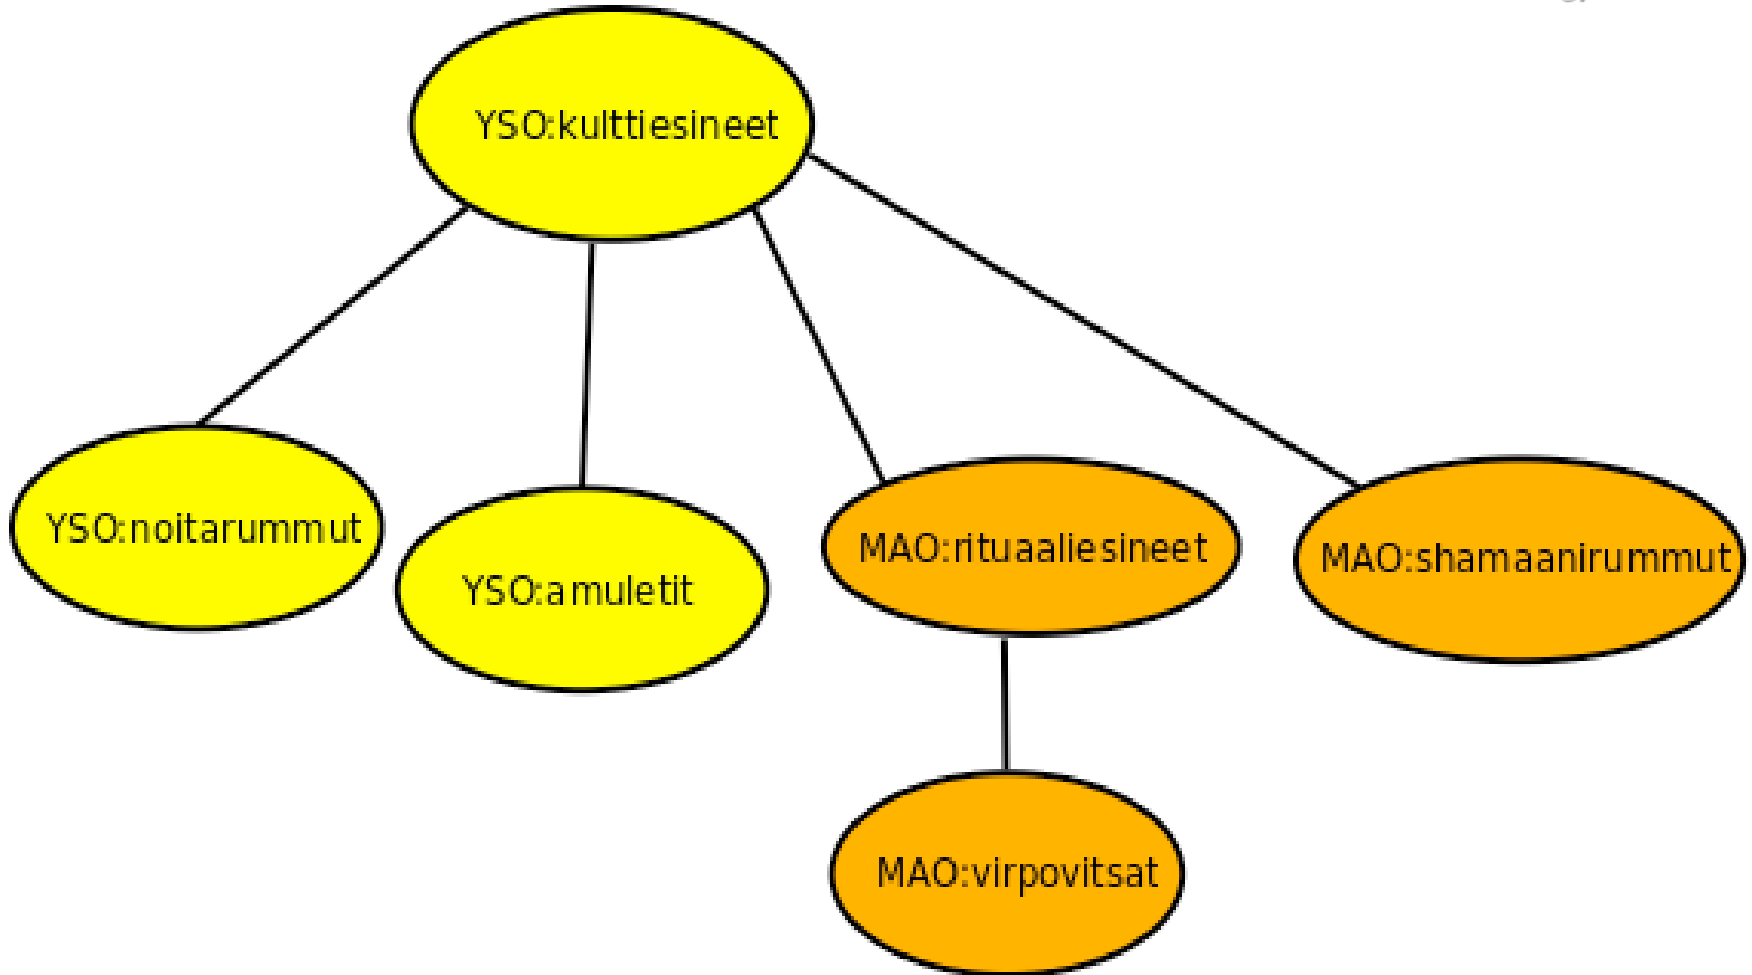 YSO:kulttiesineet
YSO:noitarummut
YSO:amuletit
MAO:rituaaliesineet
MAO:shamaanirummut
MAO:virpovitsat